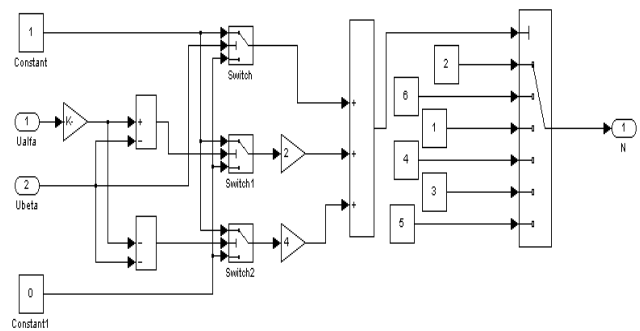 1
Constant
Switch
2
6
1
1
N
1
Ualfa
K-
+
-
+
+
+
2
Switch1
4
3
5
2
Ubeta
-
-
4
Switch2
0
Constant1